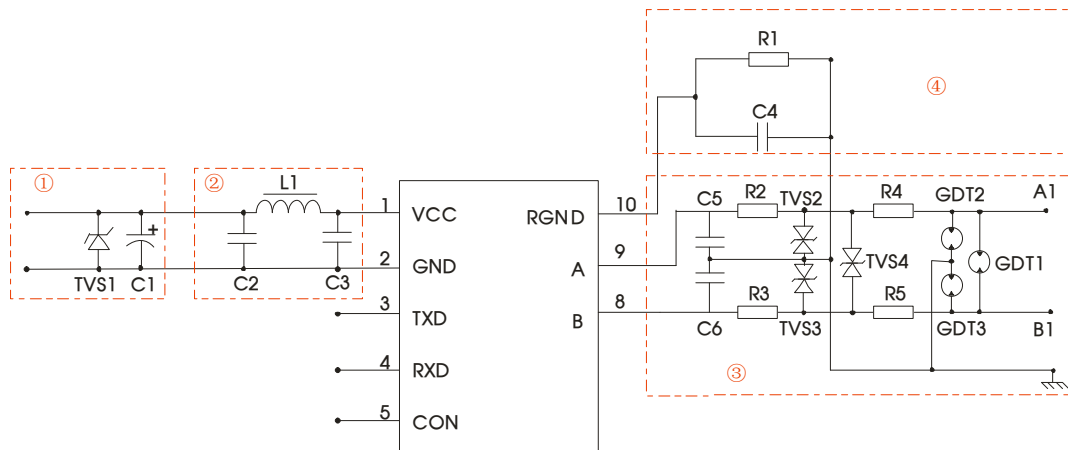 R1
④
C4
①
②
L1
1
VCC
RGND
10
③
C5
R2
TVS2
R4
GDT2
A1
+
2
GND
A
9
TVS4
GDT1
TVS1
C1
C2
C3
3
TXD
B
8
R3
R5
C6
TVS3
GDT3
B1
4
RXD
5
CON